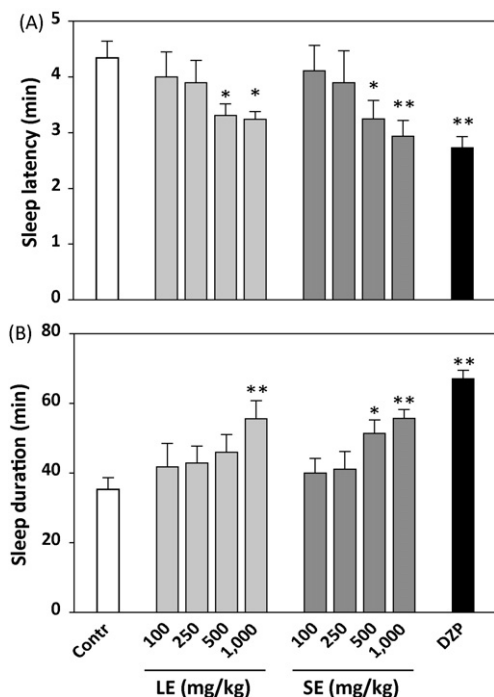 (A)
Sleep latency (min)
5
4
3
2
1
0
* *
* **
**
(B)
Sleep duration (min)
80
60
40
20
0
**
* **
**
Contr 100 250 500 1,000 100 250 500 1,000 DZP
LE (mg/kg) SE (mg/kg)